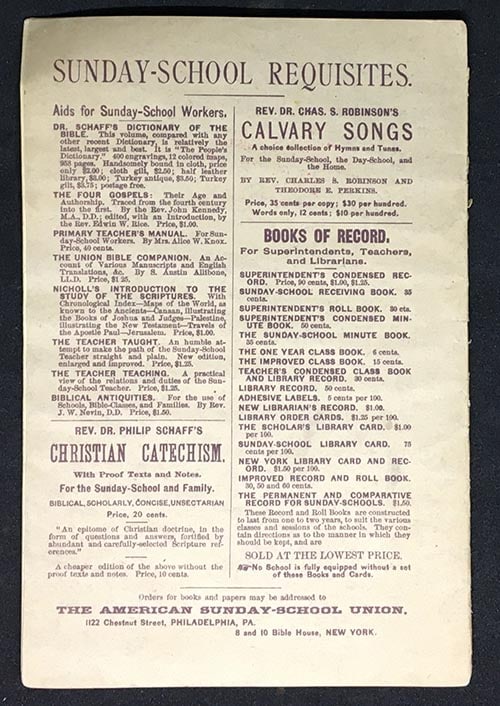 SUNDAY-SCHOOL REQUISITES.
Aids for Sunday-School Workers.
DR. SCHAFF'S DICTIONARY OF THE
BIBLE. This volume, compared with any
other recent Dictionary, is relatively the
latest, largest and best. It is "The People's
Dictionary." 400 engravings, 12 colored maps,
958 pages. Handsomely bound in cloth, price
only $2.00; cloth gilt, $2.50; half leather
library, $3.00; Turkey antique, $3.50; Turkey
gilt, $3.75; postage free.
THE FOUR GOSPELS: Their Age and
Authorship. Traced from the fourth century
into the first. By the Rev. John Kennedy,
M.A., D.D.; edited, with an Introduction, by
the Rev. Edwin W. Rice. Price, $1.00.
PRIMARY TEACHER'S MANUAL. For Sun-
day-School Workers. By Mrs. Alice W. Knox.
Price, 40 cents.
THE UNION BIBLE COMPANION. An Ac-
count of Various Manuscripts and English
Translations, &c. By S. Austin Allibone,
LL.D. Price, $1.25.
NICHOLL'S INTRODUCTION TO THE
STUDY OF THE SCRIPTURES. With
Chronological Index—Maps of the World, as
known to the Ancients—Canaan, illustrating
the Books of Joshua and Judges—Palestine,
illustrating the New Testament—Travels of
the Apostle Paul—Jerusalem. Price, $1.00.
THE TEACHER TAUGHT. An humble at-
tempt to make the path of the Sunday-School
Teacher straight and plain. New edition,
enlarged and improved. Price, $1.25.
THE TEACHER TEACHING. A practical
view of the relations and duties of the Sun-
day-School Teacher. Price, $1.25.
BIBLICAL ANTIQUITIES. For the use of
Schools, Bible-Classes, and Families. By Rev.
J. W. Nevin, D.D. Price, $1.50.
REV. DR. PHILIP SCHAFF'S
CHRISTIAN CATECHISM.
With Proof Texts and Notes.
For the Sunday-School and Family.
BIBLICAL, SCHOLARLY, CONCISE, UNSECTARIAN
Price, 20 cents.
"An epitome of Christian doctrine, in the
form of questions and answers, fortified by
abundant and carefully-selected Scripture ref-
erences."
A cheaper edition of the above without the
proof texts and notes. Price, 10 cents.
REV. DR. CHAS. S. ROBINSON'S
CALVARY SONGS
A choice collection of Hymns and Tunes.
For the Sunday-School, the Day-School, and
the Home.
BY REV. CHARLES S. ROBINSON AND
THEODORE E. PERKINS.
Price, 35 cents per copy; $30 per hundred.
Words only, 12 cents; $10 per hundred.
BOOKS OF RECORD.
For Superintendents, Teachers,
and Librarians.
SUPERINTENDENT'S CONDENSED REC-
ORD. Price, 90 cents, $1.00, $1.25.
SUNDAY-SCHOOL RECEIVING BOOK. 35
cents.
SUPERINTENDENT'S ROLL BOOK. 30 cts.
SUPERINTENDENT'S CONDENSED MIN-
UTE BOOK. 50 cents.
THE SUNDAY-SCHOOL MINUTE BOOK.
35 cents.
THE ONE YEAR CLASS BOOK. 6 cents.
THE IMPROVED CLASS BOOK. 15 cents.
TEACHER'S CONDENSED CLASS BOOK
AND LIBRARY RECORD. 30 cents.
LIBRARY RECORD. 50 cents.
ADHESIVE LABELS. 5 cents per 100.
NEW LIBRARIAN'S RECORD. $1.00.
LIBRARY ORDER CARDS. $1.25 per 100.
THE SCHOLAR'S LIBRARY CARD. $1.00
per 100.
SUNDAY-SCHOOL LIBRARY CARD. 75
cents per 100.
NEW YORK LIBRARY CARD AND REC-
ORD. $1.50 per 100.
IMPROVED RECORD AND ROLL BOOK.
30, 50 and 60 cents.
THE PERMANENT AND COMPARATIVE
RECORD FOR SUNDAY-SCHOOLS. $1.50.
These Record and Roll Books are constructed
to last from one to two years, to suit the various
classes and sessions of the schools. They con-
tain directions as to the manner in which they
should be kept, and are
SOLD AT THE LOWEST PRICE.
☞No School is fully equipped without a set
of these Books and Cards.
Orders for books and papers may be addressed to
THE AMERICAN SUNDAY-SCHOOL UNION,
1122 Chestnut Street, PHILADELPHIA, PA.
8 and 10 Bible House, NEW YORK.